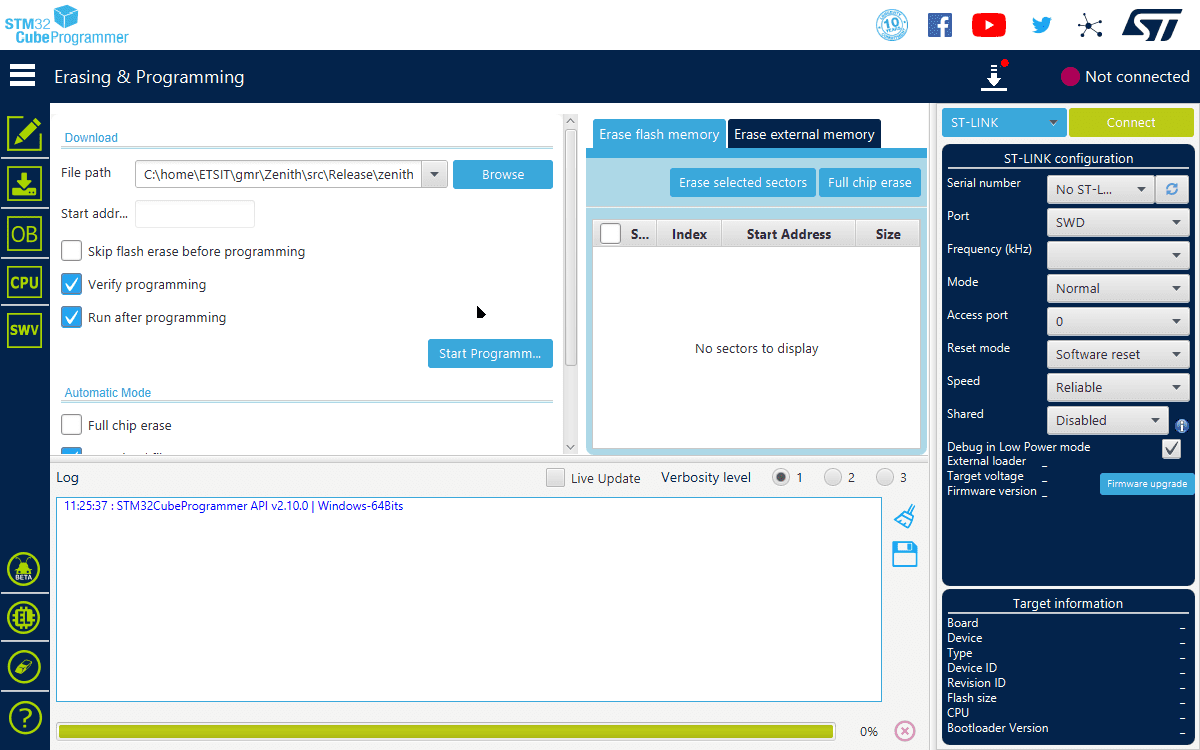 STM32
CubeProgrammer
10 YEARS
ST
Erasing & Programming
Not connected
OB
CPU
SWV
BETA
EL
?
Download
File path
C:\home\ETSIT\gmr\Zenith\src\Release\zenith
Browse
Start addr...
Skip flash erase before programming
Verify programming
Run after programming
Start Programm...
Automatic Mode
Full chip erase
Erase flash memory
Erase external memory
Erase selected sectors
Full chip erase
S... Index Start Address Size
No sectors to display
Log
Live Update
Verbosity level
1
2
3
11:25:37 : STM32CubeProgrammer API v2.10.0 | Windows-64Bits
0%
ST-LINK
Connect
ST-LINK configuration
Serial number
No ST-L...
Port
SWD
Frequency (kHz)
Mode
Normal
Access port
0
Reset mode
Software reset
Speed
Reliable
Shared
Disabled
i
Debug in Low Power mode
External loader _
Target voltage _
Firmware version _
Firmware upgrade
Target information
Board _
Device _
Type _
Device ID _
Revision ID _
Flash size _
CPU _
Bootloader Version _